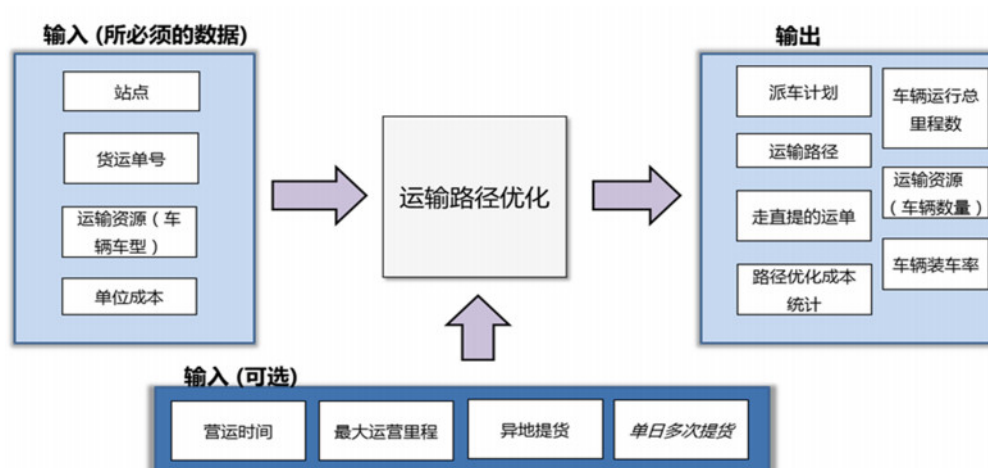 输入 (所必须的数据)
站点
货运单号
运输资源（车
辆车型）
单位成本
运输路径优化
输出
派车计划
运输路径
走直提的运单
路径优化成本
统计
车辆运行总
里程数
运输资源
（车辆数量）
车辆装车率
输入 (可选)
营运时间
最大运营里程
异地提货
单日多次提货